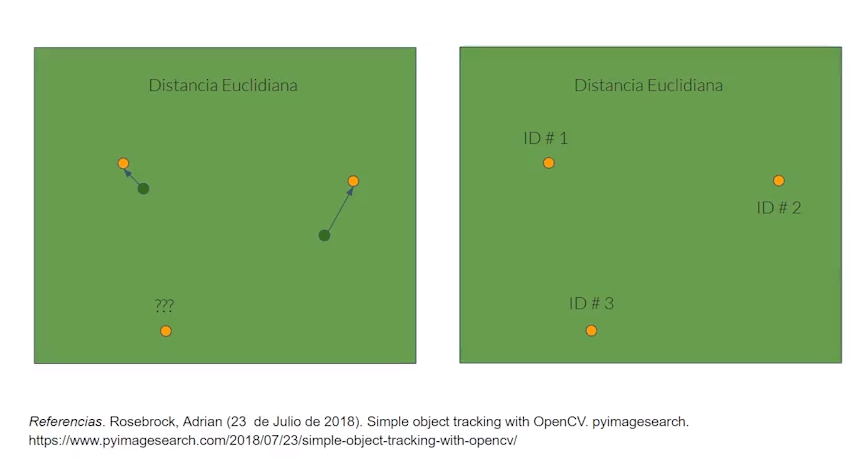 Distancia Euclidiana
???
Distancia Euclidiana
ID # 1
ID # 2
ID # 3
Referencias. Rosebrock, Adrian (23 de Julio de 2018). Simple object tracking with OpenCV. pyimagesearch.
https://www.pyimagesearch.com/2018/07/23/simple-object-tracking-with-opencv/